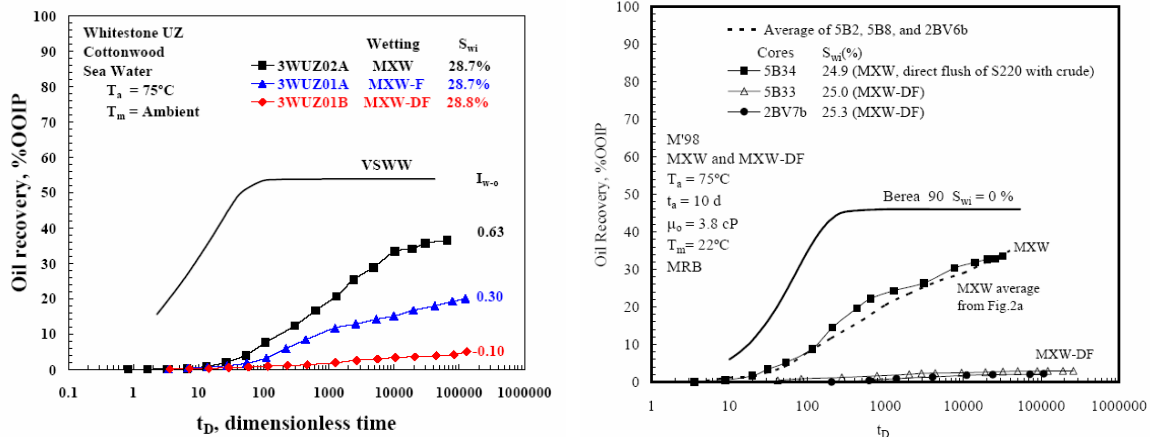 Oil recovery, %OOIP
100
90
80
70
60
50
40
30
20
10
0
Whitestone UZ
Cottonwood
Sea Water
Ta = 75°C
Tm = Ambient
Wetting Swi
3WUZ02A MXW 28.7%
3WUZ01A MXW-F 28.7%
3WUZ01B MXW-DF 28.8%
VSWW
Iw-o
0.63
0.30
-0.10
0.1 1 10 100 1000 10000 100000 1000000
tD, dimensionless time
Oil Recovery, %OOIP
100
90
80
70
60
50
40
30
20
10
0
Average of 5B2, 5B8, and 2BV6b
Cores Swi(%)
5B34 24.9 (MXW, direct flush of S220 with crude)
5B33 25.0 (MXW-DF)
2BV7b 25.3 (MXW-DF)
M'98
MXW and MXW-DF
Ta = 75°C
ta = 10 d
μo = 3.8 cP
Tm= 22°C
MRB
Berea 90 Swi = 0 %
MXW
MXW average
from Fig.2a
MXW-DF
1 10 100 1000 10000 100000 1000000
tD